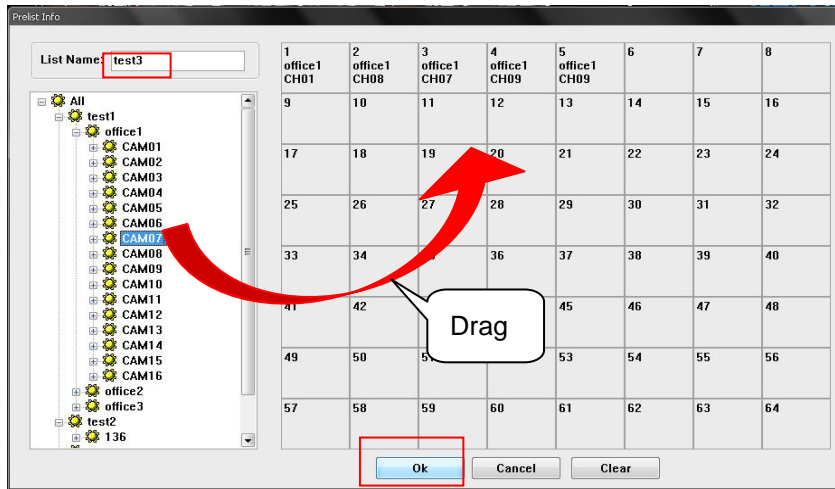 Prelist Info
List Name: test3
All
test1
office1
CAM01
CAM02
CAM03
CAM04
CAM05
CAM06
CAM07
CAM08
CAM09
CAM10
CAM11
CAM12
CAM13
CAM14
CAM15
CAM16
office2
office3
test2
136
1 2 3 4 5 6 7 8
office1 office1 office1 office1 office1
CH01 CH08 CH07 CH09 CH09
9 10 11 12 13 14 15 16
17 18 19 20 21 22 23 24
25 26 27 28 29 30 31 32
33 34 36 37 38 39 40
41 42 45 46 47 48
Drag
49 50 53 54 55 56
57 58 59 60 61 62 63 64
Ok Cancel Clear